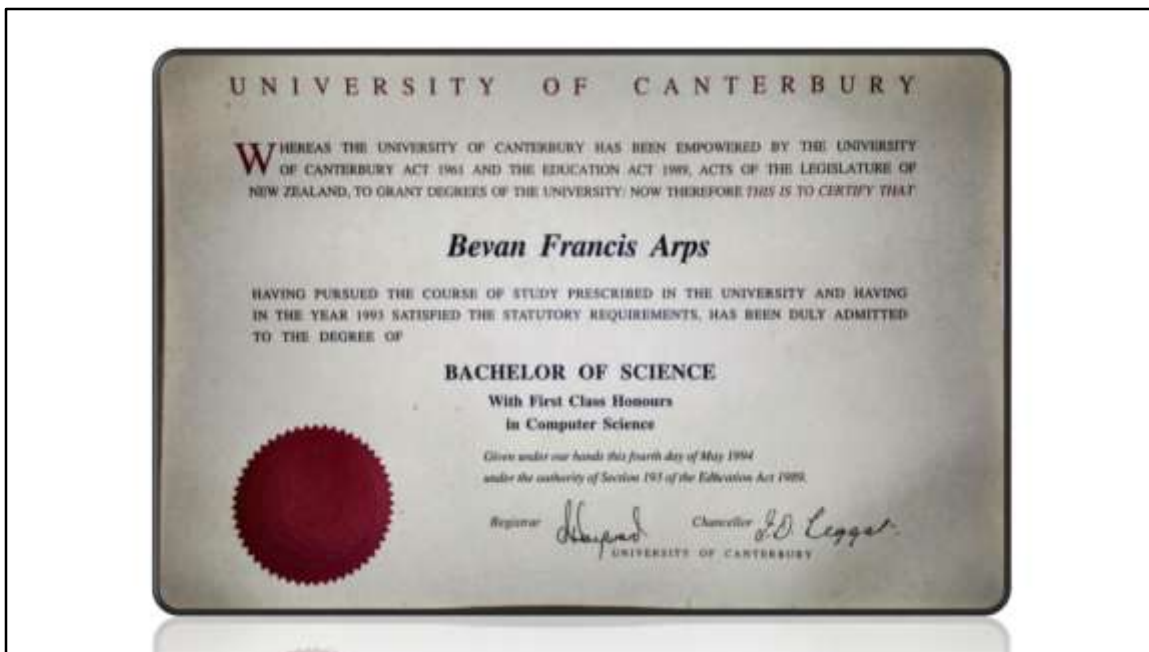 UNIVERSITY OF CANTERBURY
WHEREAS THE UNIVERSITY OF CANTERBURY HAS BEEN EMPOWERED BY THE UNIVERSITY
OF CANTERBURY ACT 1961 AND THE EDUCATION ACT 1989, ACTS OF THE LEGISLATURE OF
NEW ZEALAND, TO GRANT DEGREES OF THE UNIVERSITY: NOW THEREFORE THIS IS TO CERTIFY THAT
Bevan Francis Arps
HAVING PURSUED THE COURSE OF STUDY PRESCRIBED IN THE UNIVERSITY AND HAVING
IN THE YEAR 1993 SATISFIED THE STATUTORY REQUIREMENTS, HAS BEEN DULY ADMITTED
TO THE DEGREE OF
BACHELOR OF SCIENCE
With First Class Honours
in Computer Science
Given under our hands this fourth day of May 1994
under the authority of Section 193 of the Education Act 1989.
Registrar Chancellor
UNIVERSITY OF CANTERBURY